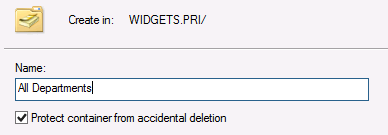 Create in: WIDGETS.PRI/
Name:
All Departments
Protect container from accidental deletion